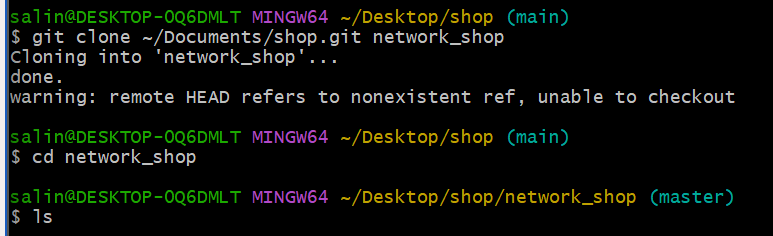 salin@DESKTOP-OQ6DMLT MINGW64 ~/Desktop/shop (main)
$ git clone ~/Documents/shop.git network_shop
Cloning into 'network_shop'...
done.
warning: remote HEAD refers to nonexistent ref, unable to checkout
salin@DESKTOP-OQ6DMLT MINGW64 ~/Desktop/shop (main)
$ cd network_shop
salin@DESKTOP-OQ6DMLT MINGW64 ~/Desktop/shop/network_shop (master)
$ ls